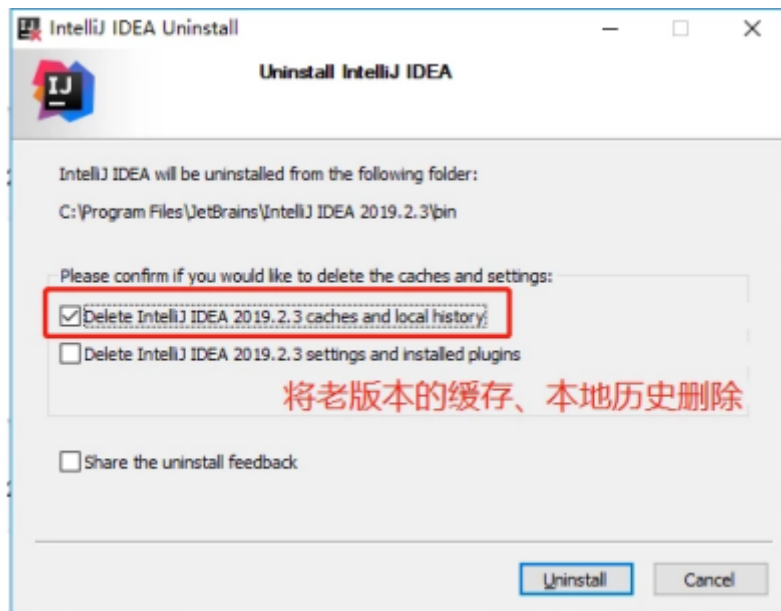 IntelliJ IDEA Uninstall
Uninstall IntelliJ IDEA
IJ
IntelliJ IDEA will be uninstalled from the following folder:
C:\Program Files\JetBrains\IntelliJ IDEA 2019.2.3\bin
Please confirm if you would like to delete the caches and settings:
Delete IntelliJ IDEA 2019.2.3 caches and local history
Delete IntelliJ IDEA 2019.2.3 settings and installed plugins
将老版本的缓存、本地历史删除
Share the uninstall feedback
Uninstall Cancel